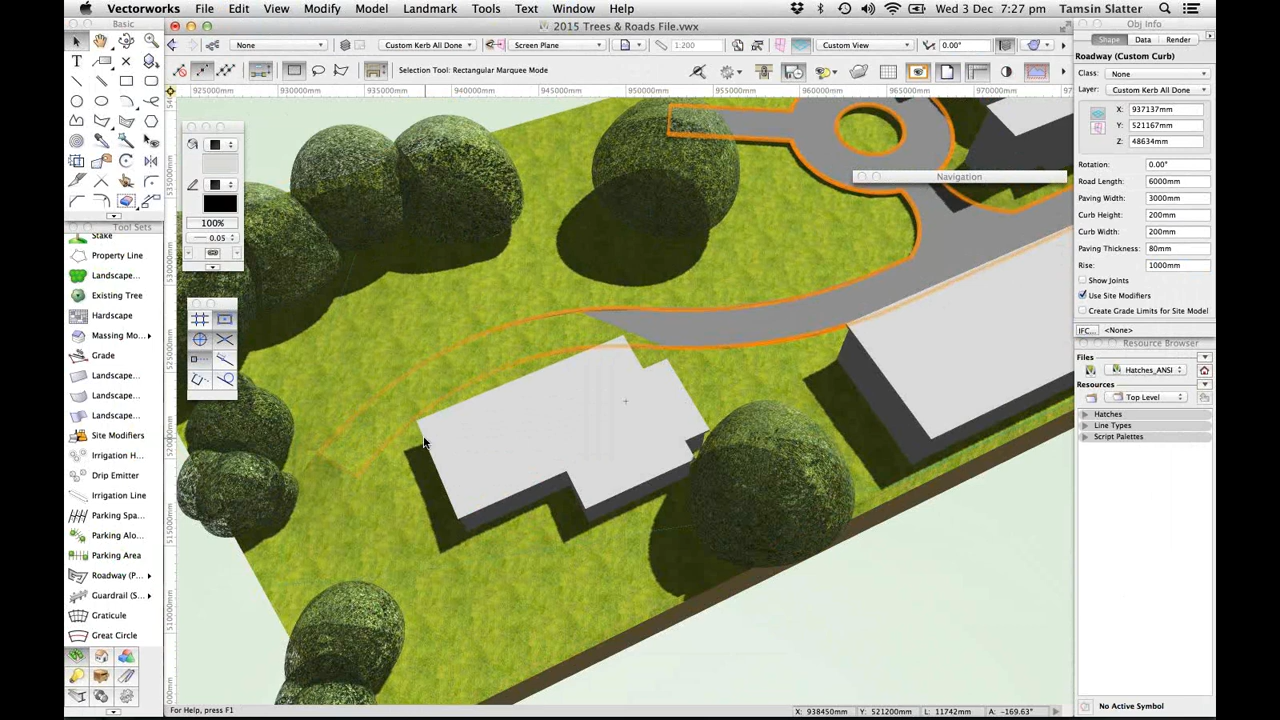 Vectorworks File Edit View Modify Model Landmark Tools Text Window Help Wed 3 Dec 7:27 pm Tamsin Slatter
Basic
2015 Trees & Roads File.vwx
Obj Info
None Custom Kerb All Done Screen Plane 1:200 Custom View 0.00°
Shape Data Render
Selection Tool: Rectangular Marquee Mode
Roadway (Custom Curb)
Class: None
Layer: Custom Kerb All Done
925000mm 930000mm 935000mm 940000mm 945000mm 950000mm 955000mm 960000mm 965000mm 970000mm
X: 937137mm
Y: 521167mm
Z: 48634mm
Rotation: 0.00°
Road Length: 6000mm
Paving Width: 3000mm
Curb Height: 200mm
Curb Width: 200mm
Paving Thickness: 80mm
Rise: 1000mm
Show Joints
Use Site Modifiers
Create Grade Limits for Site Model
IFC... <None>
Navigation
100%
0.05
Tool Sets
Stake
Property Line
Landscape...
Existing Tree
Hardscape
Massing Mo...
Grade
Landscape...
Landscape...
Landscape...
Site Modifiers
Irrigation H...
Drip Emitter
Irrigation Line
Parking Spa...
Parking Alo...
Parking Area
Roadway (P...
Guardrail (S...
Graticule
Great Circle
535000mm
530000mm
525000mm
520000mm
515000mm
510000mm
Resource Browser
Files
Hatches_ANSI
Resources
Top Level
Hatches
Line Types
Script Palettes
No Active Symbol
For Help, press F1
X: 938450mm Y: 521200mm L: 11742mm A: -169.63°